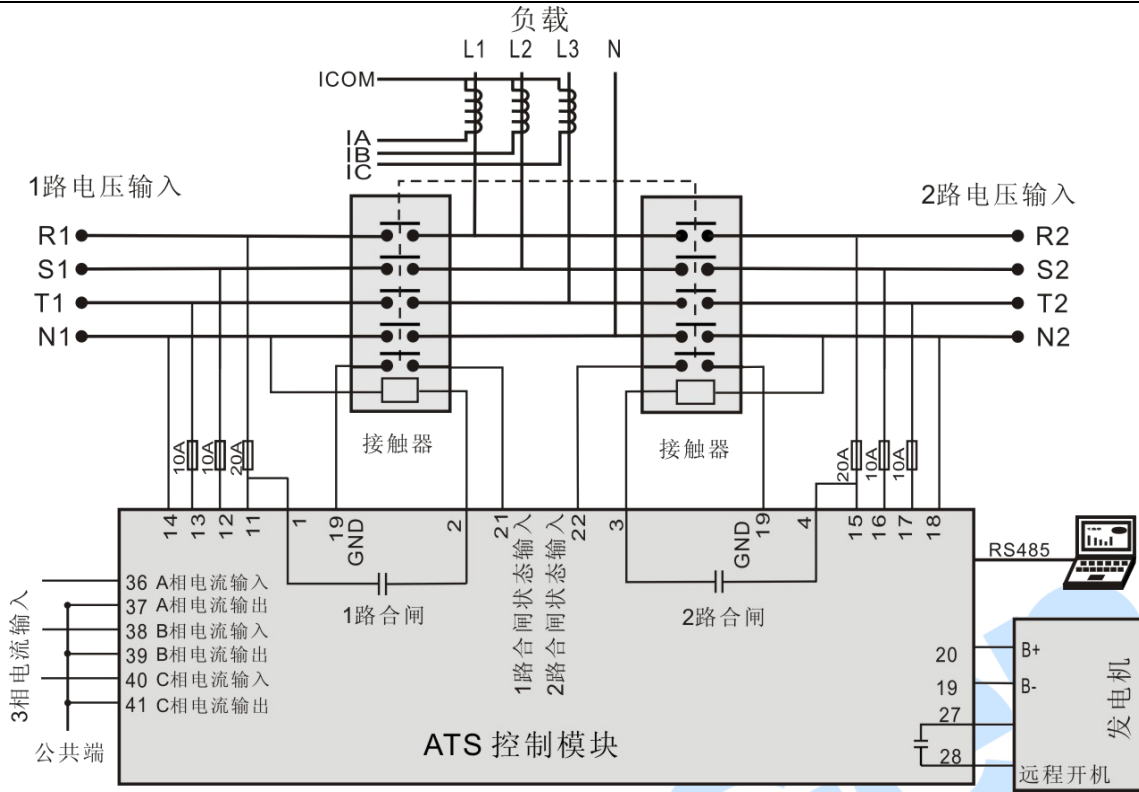 负载
L1 L2 L3 N
ICOM
IA
IB
IC
1路电压输入
2路电压输入
R1
R2
S1
S2
T1
T2
N1
N2
接触器
接触器
10A
10A
20A
20A
10A
10A
14 13 12 11 1 19 GND 2 21 22 3 GND 19 4 15 16 17 18
1路合闸状态输入
2路合闸状态输入
RS485
3相电流输入
36 A相电流输入
37 A相电流输出
38 B相电流输入
39 B相电流输出
40 C相电流输入
41 C相电流输出
公共端
1路合闸
2路合闸
ATS 控制模块
20
B+
19
B-
27
28
发电机
远程开机